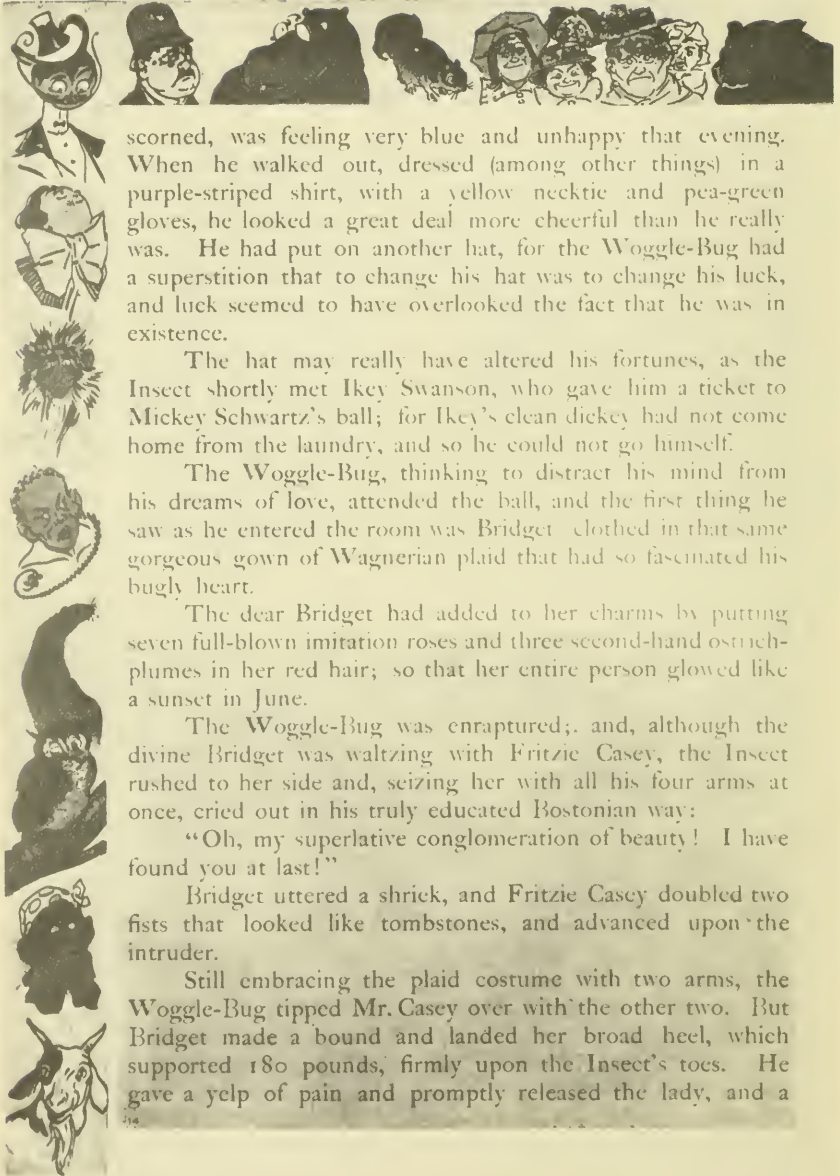 scorned, was feeling very blue and unhappy that evening.
When he walked out, dressed (among other things) in a
purple-striped shirt, with a yellow necktie and pea-green
gloves, he looked a great deal more cheerful than he really
was. He had put on another hat, for the Woggle-Bug had
a superstition that to change his hat was to change his luck,
and luck seemed to have overlooked the fact that he was in
existence.
The hat may really have altered his fortunes, as the
Insect shortly met Ikey Swanson, who gave him a ticket to
Mickey Schwartz's ball; for Ikey's clean dickey had not come
home from the laundry, and so he could not go himself.
The Woggle-Bug, thinking to distract his mind from
his dreams of love, attended the ball, and the first thing he
saw as he entered the room was Bridget clothed in that same
gorgeous gown of Wagnerian plaid that had so fascinated his
bugly heart.
The dear Bridget had added to her charms by putting
seven full-blown imitation roses and three second-hand ostrich-
plumes in her red hair; so that her entire person glowed like
a sunset in June.
The Woggle-Bug was enraptured;. and, although the
divine Bridget was waltzing with Fritzie Casey, the Insect
rushed to her side and, seizing her with all his four arms at
once, cried out in his truly educated Bostonian way:
"Oh, my superlative conglomeration of beauty! I have
found you at last!"
Bridget uttered a shriek, and Fritzie Casey doubled two
fists that looked like tombstones, and advanced upon the
intruder.
Still embracing the plaid costume with two arms, the
Woggle-Bug tipped Mr. Casey over with the other two. But
Bridget made a bound and landed her broad heel, which
supported 180 pounds, firmly upon the Insect's toes. He
gave a yelp of pain and promptly released the lady, and a
14